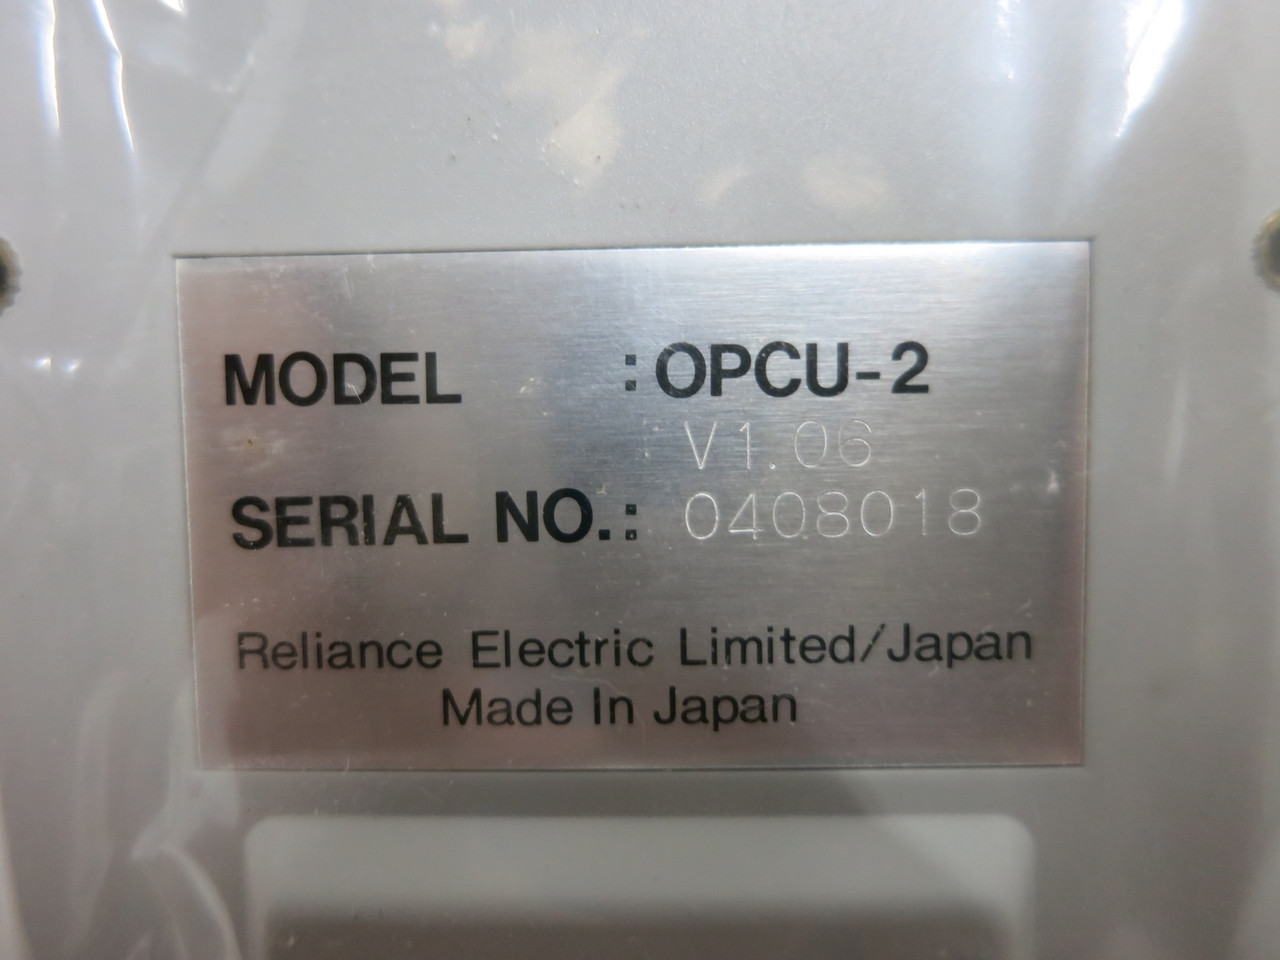 MODEL : OPCU-2
V1.06
SERIAL NO.: 0408018
Reliance Electric Limited/Japan
Made In Japan